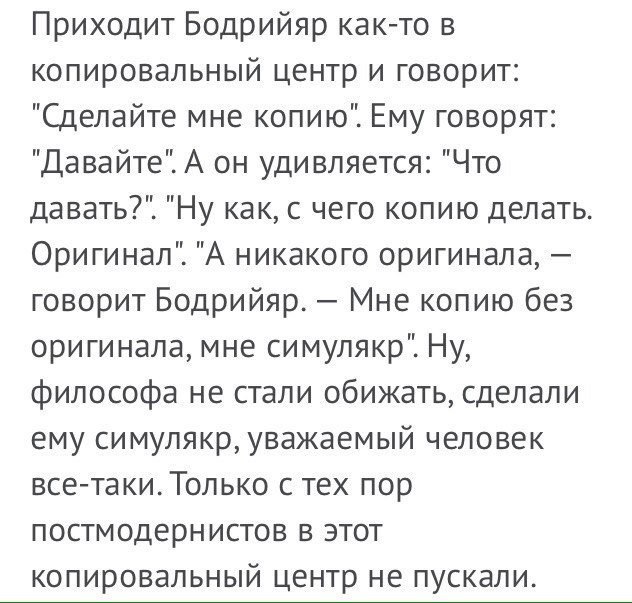 Приходит Бодрийяр как-то в
копировальный центр и говорит:
"Сделайте мне копию". Ему говорят:
"Давайте". А он удивляется: "Что
давать?". "Ну как, с чего копию делать.
Оригинал". "А никакого оригинала, —
говорит Бодрийяр. — Мне копию без
оригинала, мне симулякр". Ну,
философа не стали обижать, сделали
ему симулякр, уважаемый человек
все-таки. Только с тех пор
постмодернистов в этот
копировальный центр не пускали.